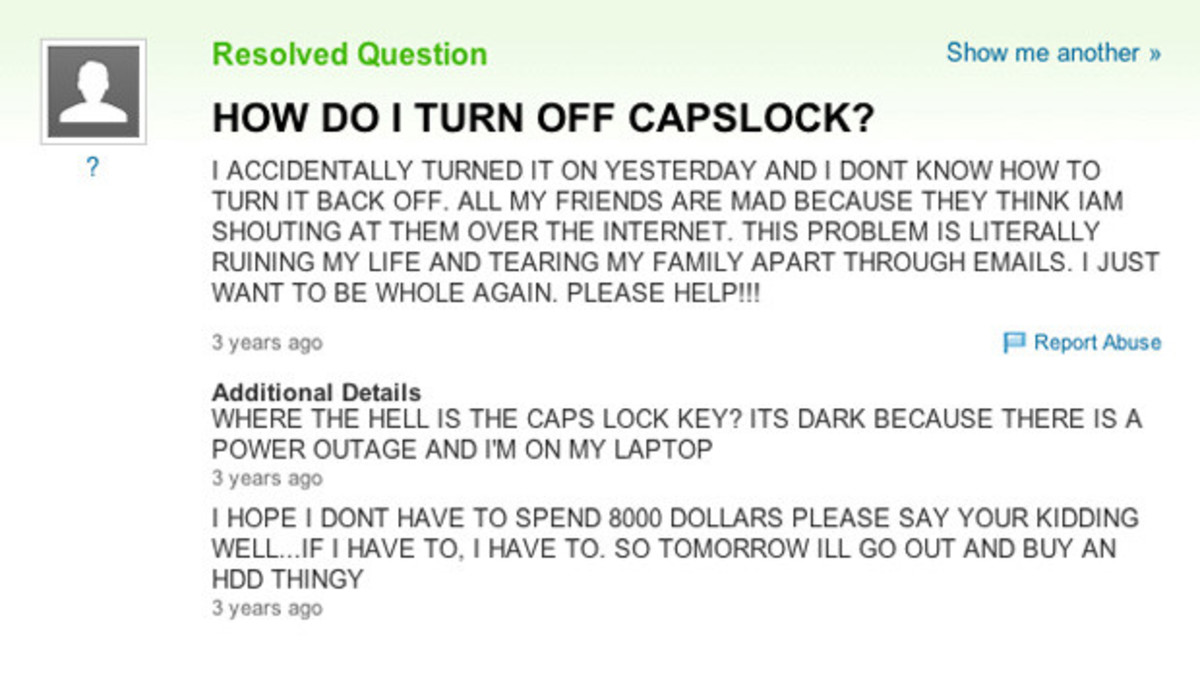 Resolved Question
Show me another »
HOW DO I TURN OFF CAPSLOCK?
?
I ACCIDENTALLY TURNED IT ON YESTERDAY AND I DONT KNOW HOW TO
TURN IT BACK OFF. ALL MY FRIENDS ARE MAD BECAUSE THEY THINK IAM
SHOUTING AT THEM OVER THE INTERNET. THIS PROBLEM IS LITERALLY
RUINING MY LIFE AND TEARING MY FAMILY APART THROUGH EMAILS. I JUST
WANT TO BE WHOLE AGAIN. PLEASE HELP!!!
3 years ago
Report Abuse
Additional Details
WHERE THE HELL IS THE CAPS LOCK KEY? ITS DARK BECAUSE THERE IS A
POWER OUTAGE AND I'M ON MY LAPTOP
3 years ago
I HOPE I DONT HAVE TO SPEND 8000 DOLLARS PLEASE SAY YOUR KIDDING
WELL...IF I HAVE TO, I HAVE TO. SO TOMORROW ILL GO OUT AND BUY AN
HDD THINGY
3 years ago